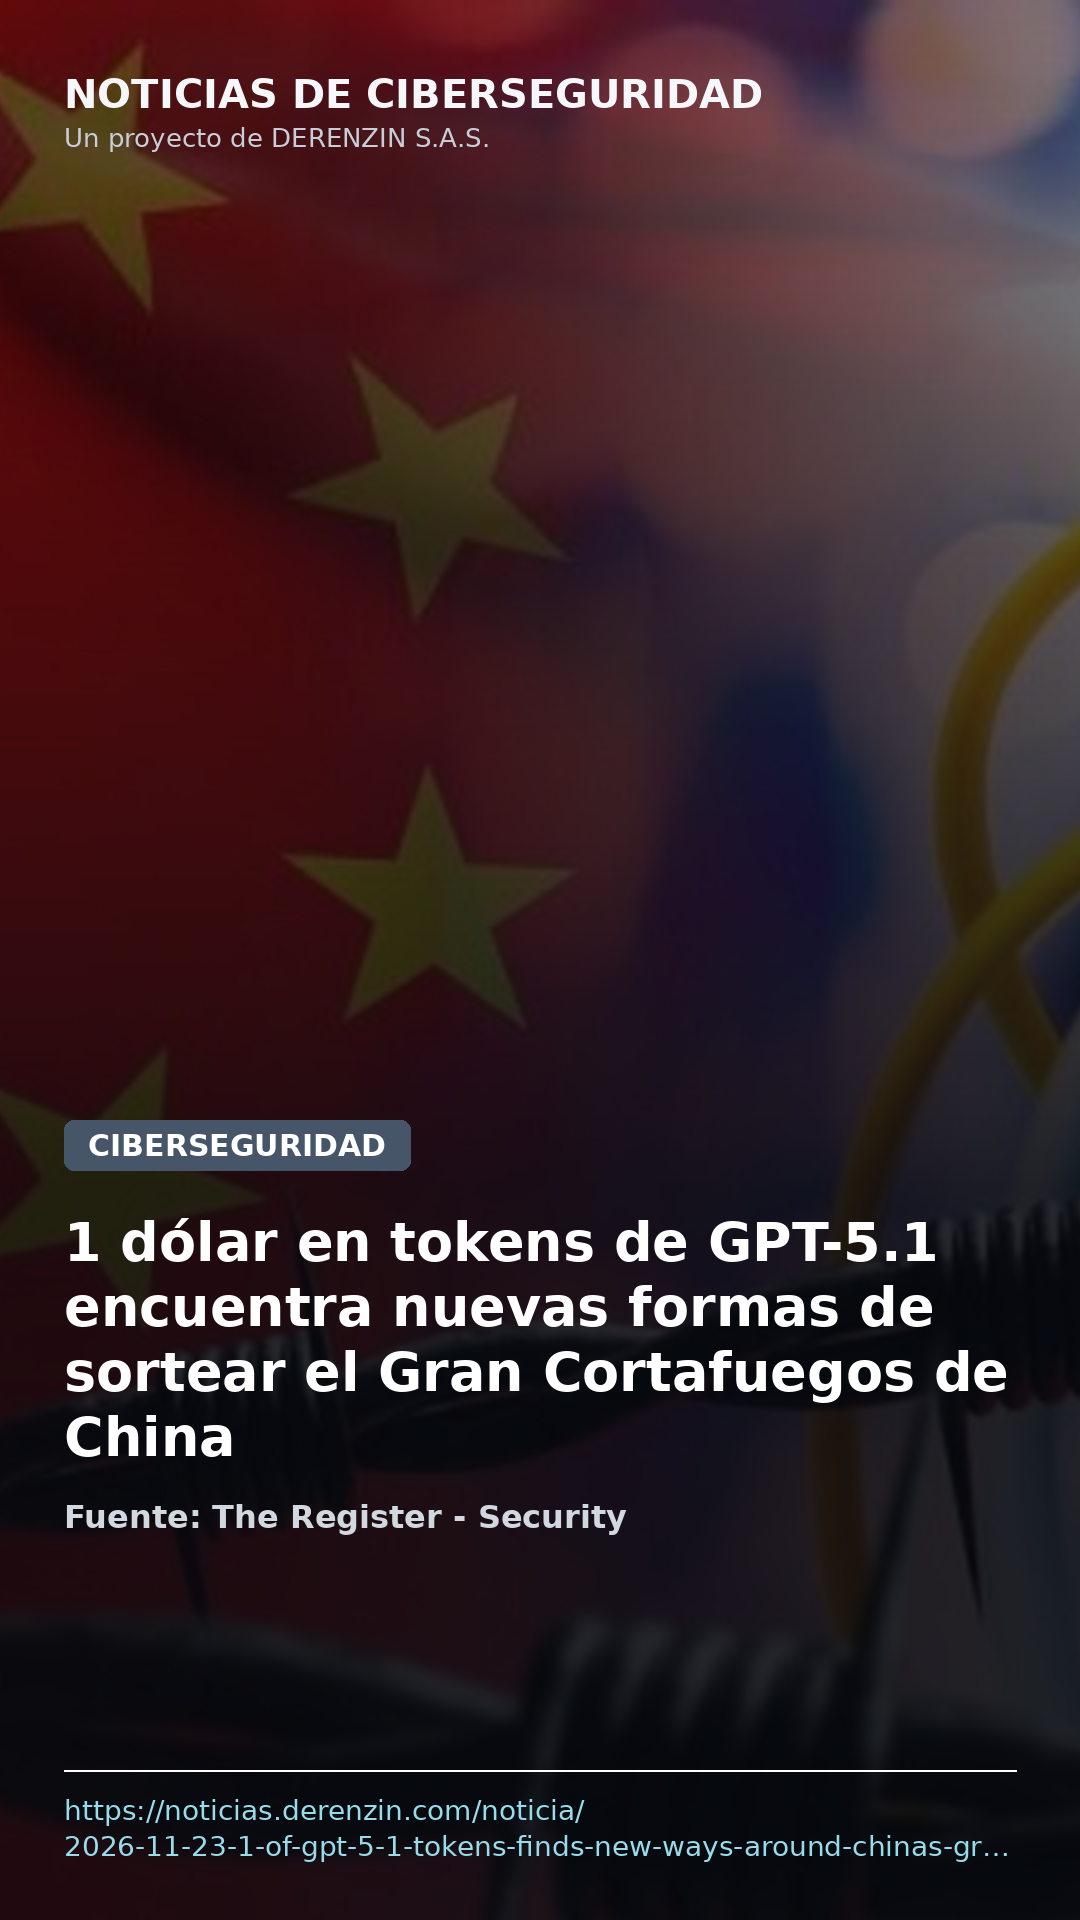 NOTICIAS DE CIBERSEGURIDAD
Un proyecto de DERENZIN S.A.S.
CIBERSEGURIDAD
1 dólar en tokens de GPT-5.1
encuentra nuevas formas de
sortear el Gran Cortafuegos de
China
Fuente: The Register - Security
https://noticias.derenzin.com/noticia/
2026-11-23-1-of-gpt-5-1-tokens-finds-new-ways-around-chinas-gr…